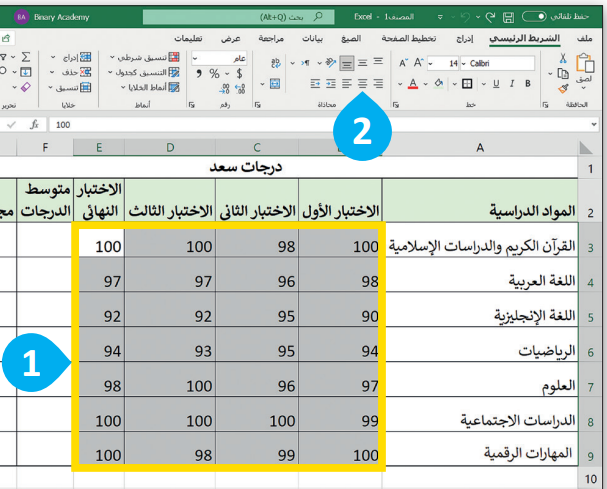 حفظ تلقائي
المصنف1 - Excel
بحث (Alt+Q)
Binary Academy
BA
ملف الشريط الرئيسي إدراج تخطيط الصفحة الصيغ بيانات مراجعة عرض تعليمات
لصق
Calibri 14
عام
تنسيق شرطي
التنسيق كجدول
أنماط الخلايا
إدراج
حذف
تنسيق
الحافظة خط محاذاة رقم أنماط خلايا تحرير
2
fx 100
A C D E F
1 درجات سعد
2 المواد الدراسية الاختبار الأول الاختبار الثاني الاختبار الثالث الاختبار النهائي متوسط الدرجات
3 القرآن الكريم والدراسات الإسلامية 100 98 100 100
4 اللغة العربية 98 96 97 97
5 اللغة الإنجليزية 90 95 92 92
6 الرياضيات 94 95 93 94
7 العلوم 97 96 100 98
8 الدراسات الاجتماعية 99 100 100 100
9 المهارات الرقمية 100 99 98 100
10
1